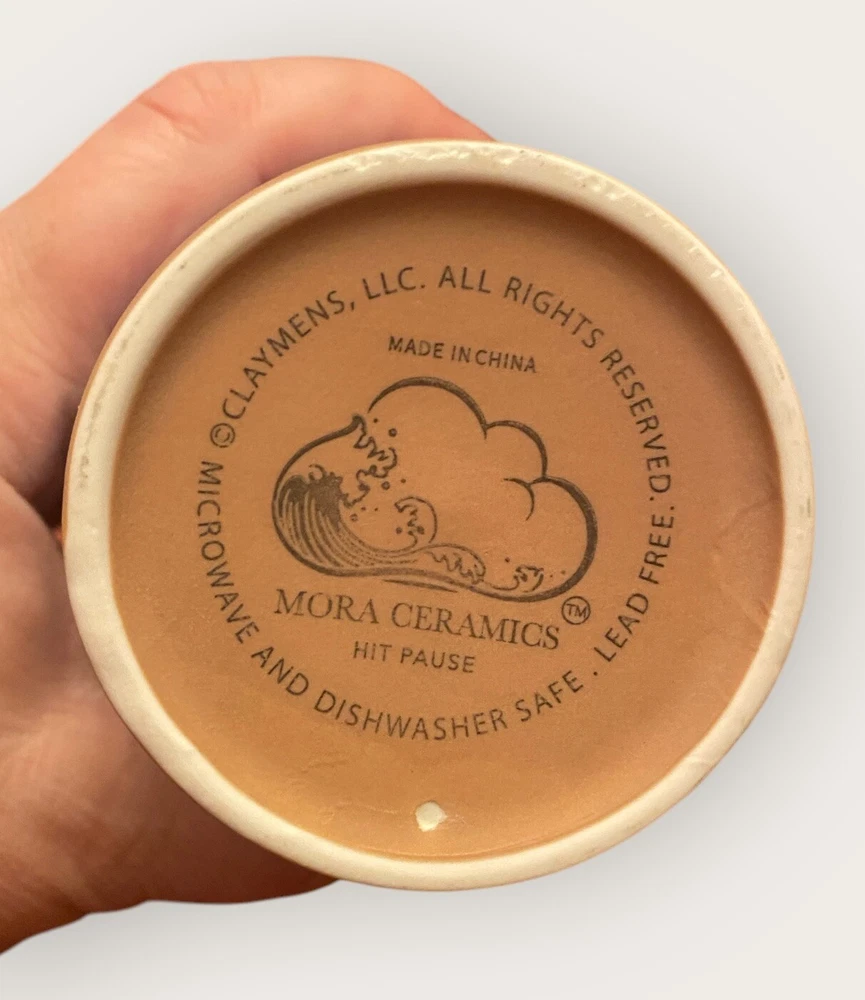 ©CLAYMENS, LLC. ALL RIGHTS RESERVED.
MADE IN CHINA
MORA CERAMICS™
HIT PAUSE
MICROWAVE AND DISHWASHER SAFE. LEAD FREE.